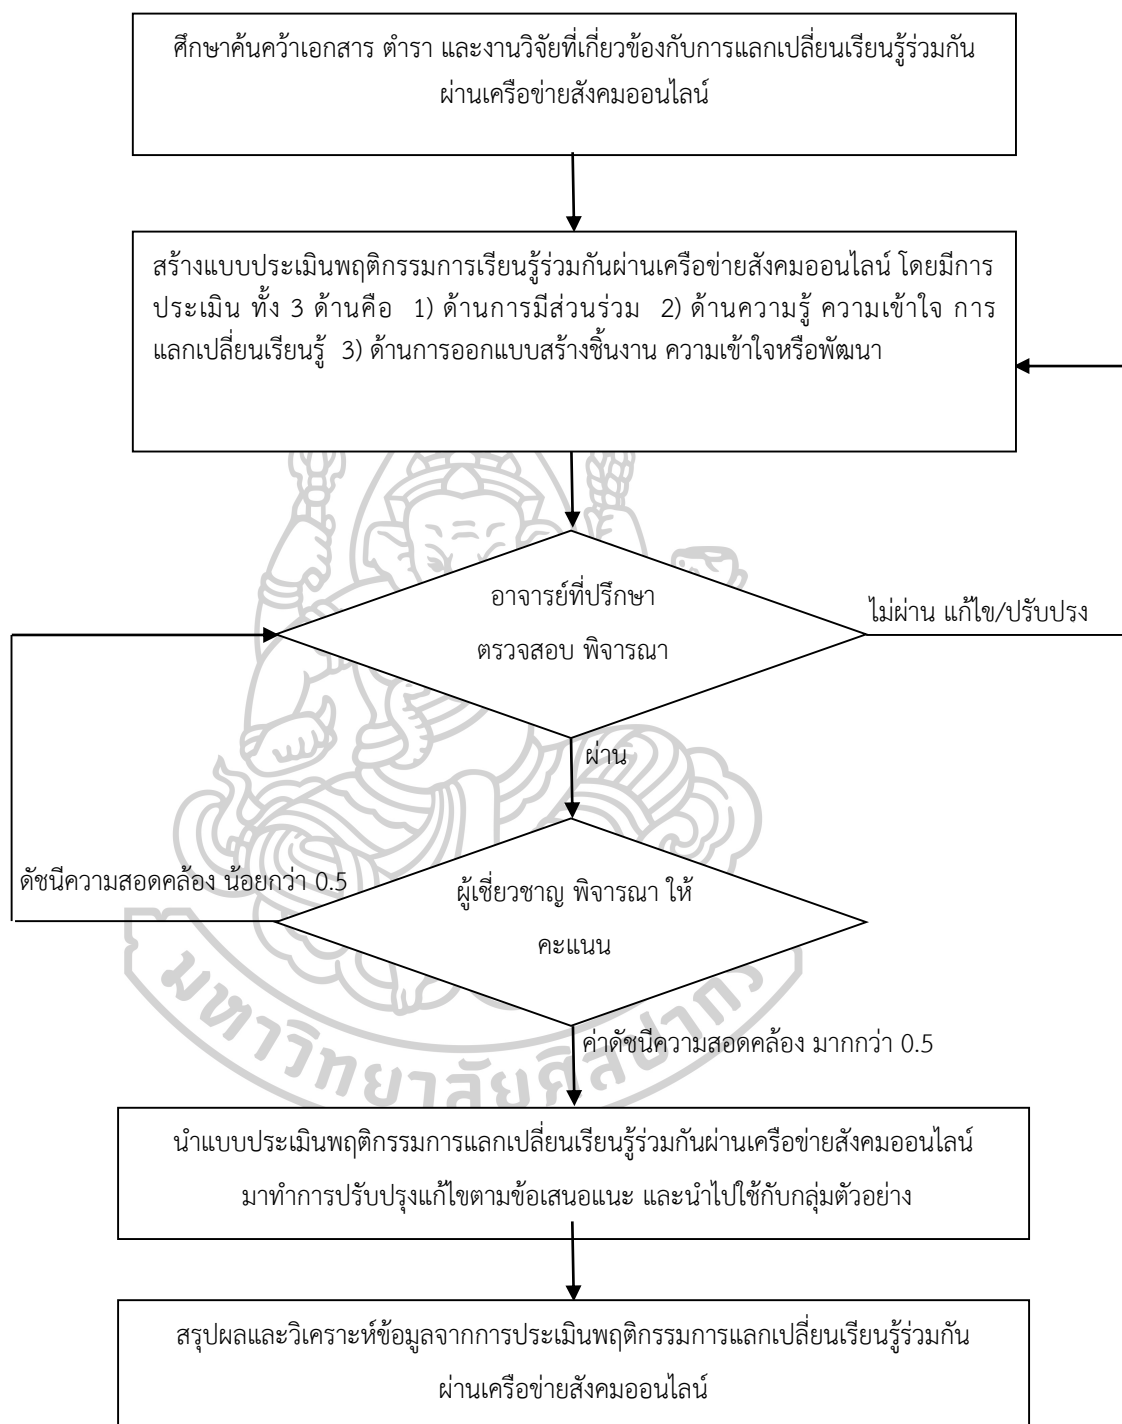 ศึกษาค้นคว้าเอกสาร ตำรา และงานวิจัยที่เกี่ยวข้องกับการแลกเปลี่ยนเรียนรู้ร่วมกัน
ผ่านเครือข่ายสังคมออนไลน์
สร้างแบบประเมินพฤติกรรมการเรียนรู้ร่วมกันผ่านเครือข่ายสังคมออนไลน์ โดยมีการ
ประเมิน ทั้ง 3 ด้านคือ 1) ด้านการมีส่วนร่วม 2) ด้านความรู้ ความเข้าใจ การ
แลกเปลี่ยนเรียนรู้ 3) ด้านการออกแบบสร้างชิ้นงาน ความเข้าใจหรือพัฒนา
อาจารย์ที่ปรึกษา
ตรวจสอบ พิจารณา
ไม่ผ่าน แก้ไข/ปรับปรง
ผ่าน
ดัชนีความสอดคล้อง น้อยกว่า 0.5
ผู้เชี่ยวชาญ พิจารณา ให้
คะแนน
ค่าดัชนีความสอดคล้อง มากกว่า 0.5
มหาวิทยาลัยศิลปากร
นำแบบประเมินพฤติกรรมการแลกเปลี่ยนเรียนรู้ร่วมกันผ่านเครือข่ายสังคมออนไลน์
มาทำการปรับปรุงแก้ไขตามข้อเสนอแนะ และนำไปใช้กับกลุ่มตัวอย่าง
สรุปผลและวิเคราะห์ข้อมูลจากการประเมินพฤติกรรมการแลกเปลี่ยนเรียนรู้ร่วมกัน
ผ่านเครือข่ายสังคมออนไลน์